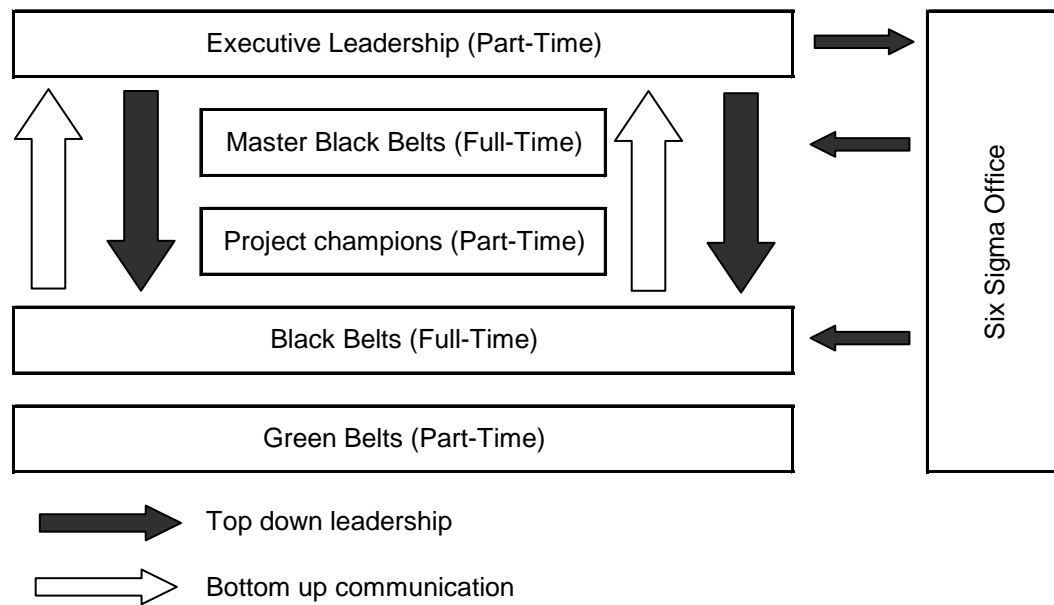 Executive Leadership (Part-Time)
Master Black Belts (Full-Time)
Project champions (Part-Time)
Black Belts (Full-Time)
Green Belts (Part-Time)
Six Sigma Office
Top down leadership
Bottom up communication